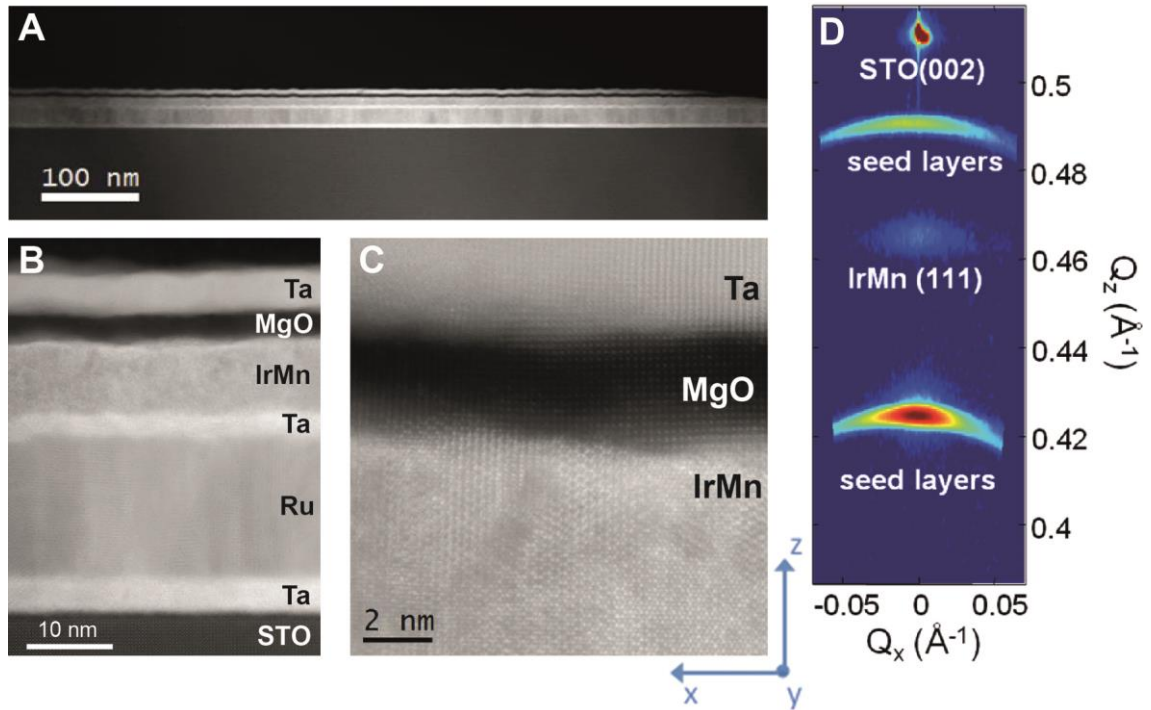 A
100 nm
B
Ta
MgO
IrMn
Ta
Ru
Ta
STO
10 nm
C
Ta
MgO
IrMn
2 nm
z
x
y
D
STO(002)
seed layers
IrMn (111)
seed layers
0.5
0.48
0.46
0.44
0.42
0.4
Qz (Å-1)
-0.05 0 0.05
Qx (Å-1)